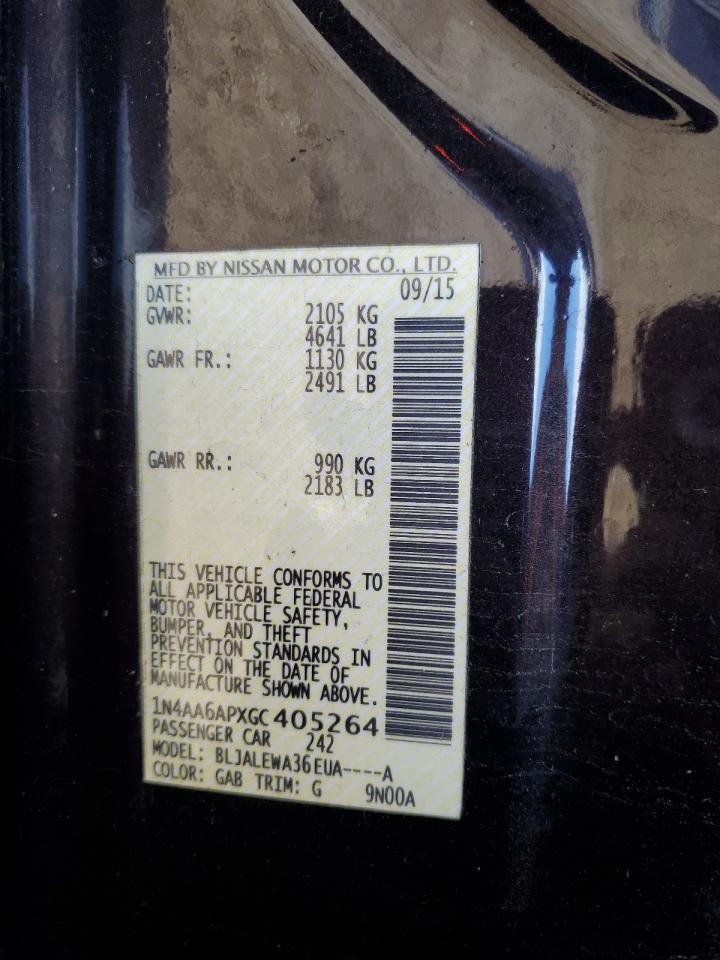 MFD BY NISSAN MOTOR CO., LTD.
DATE: 09/15
GVWR: 2105 KG
4641 LB
GAWR FR.: 1130 KG
2491 LB
GAWR RR.: 990 KG
2183 LB
THIS VEHICLE CONFORMS TO
ALL APPLICABLE FEDERAL
MOTOR VEHICLE SAFETY,
BUMPER, AND THEFT
PREVENTION STANDARDS IN
EFFECT ON THE DATE OF
MANUFACTURE SHOWN ABOVE.
1N4AA6APXGC405264
PASSENGER CAR 242
MODEL: BLJALEWA36EUA----A
COLOR: GAB TRIM: G 9N00A